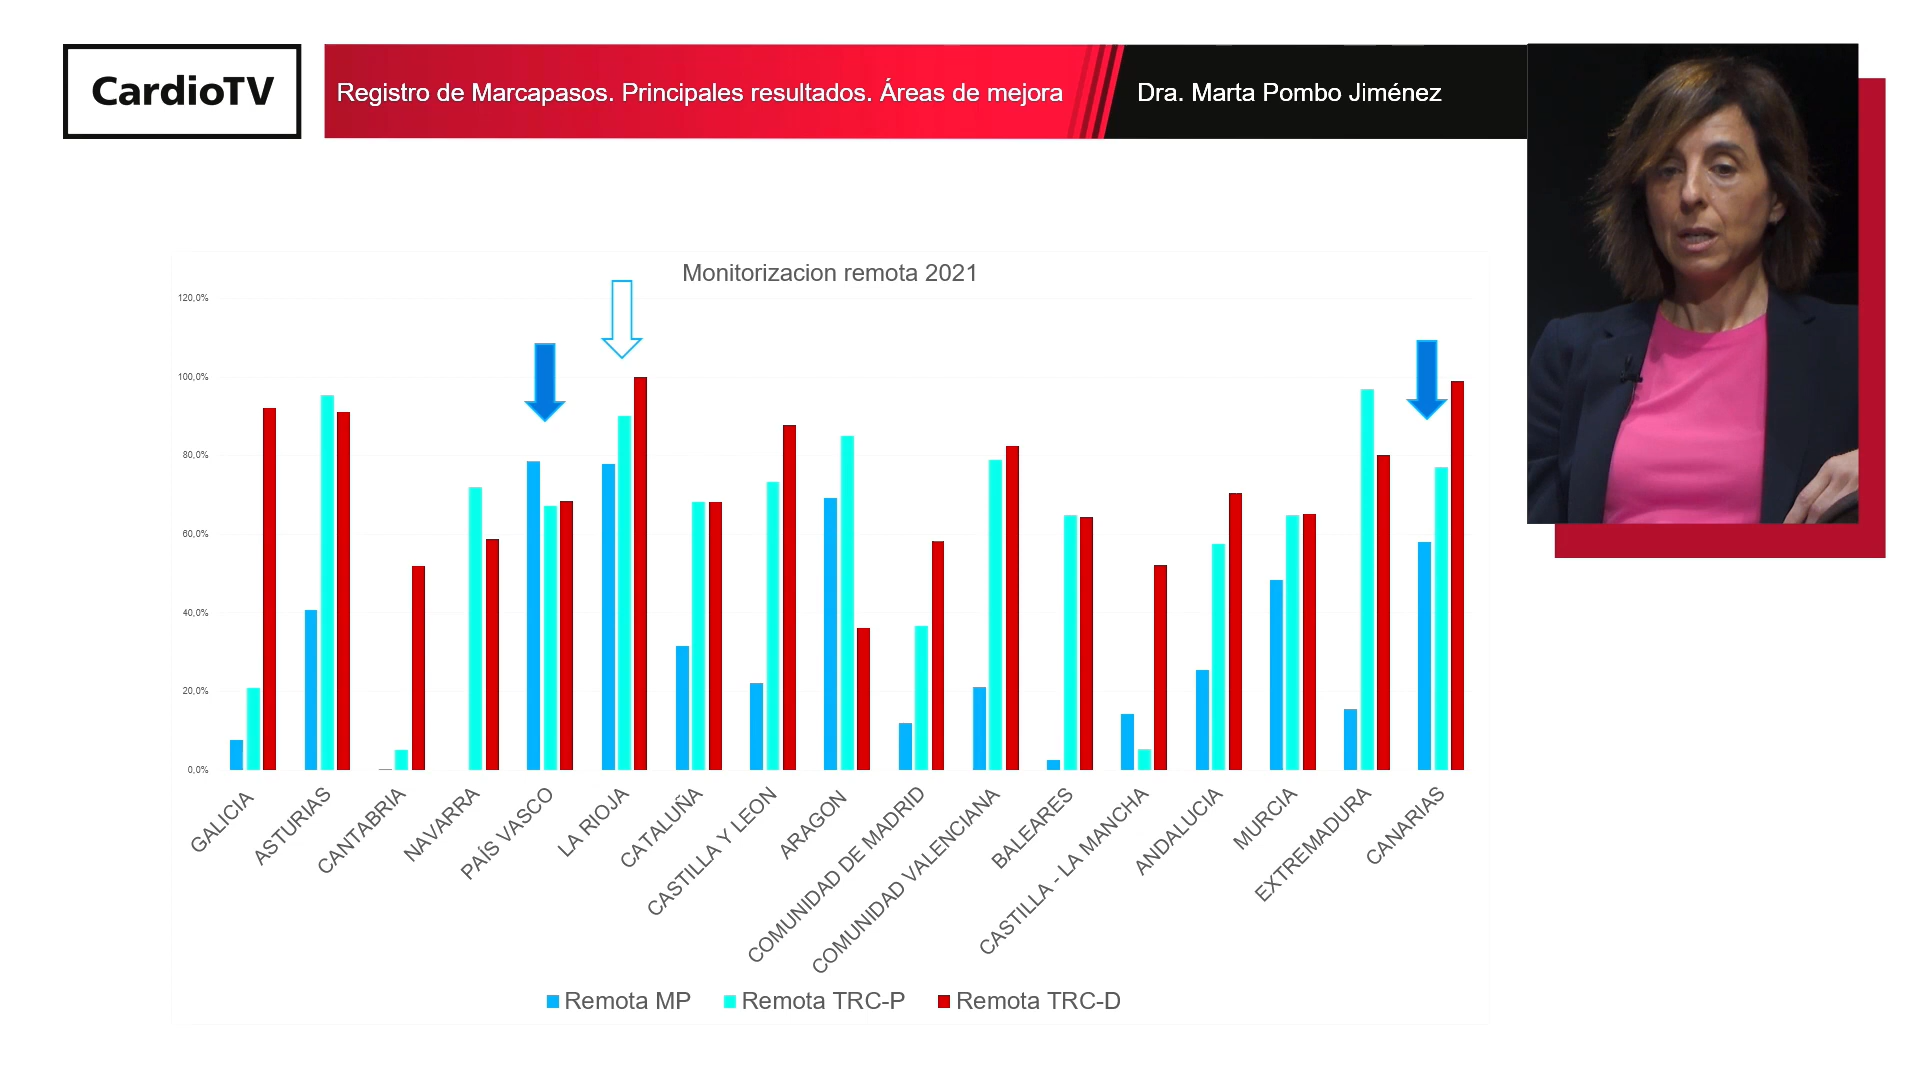 CardioTV
Registro de Marcapasos. Principales resultados. Áreas de mejora
Dra. Marta Pombo Jiménez
Monitorizacion remota 2021
120,0%
100,0%
80,0%
60,0%
40,0%
20,0%
0,0%
GALICIA
ASTURIAS
CANTABRIA
NAVARRA
PAÍS VASCO
LA RIOJA
CATALUÑA
CASTILLA Y LEON
ARAGON
COMUNIDAD DE MADRID
COMUNIDAD VALENCIANA
BALEARES
CASTILLA - LA MANCHA
ANDALUCIA
MURCIA
EXTREMADURA
CANARIAS
Remota MP
Remota TRC-P
Remota TRC-D